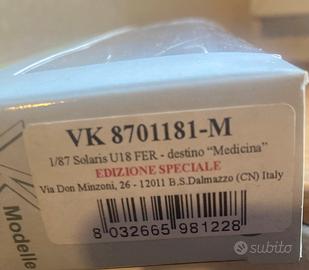 VK 8701181-M
1/87 Solaris U18 FER - destino "Medicina"
EDIZIONE SPECIALE
Via Don Minzoni, 26 - 12011 B.S.Dalmazzo (CN) Italy
8 032665 981228
VK
Modelle
subito